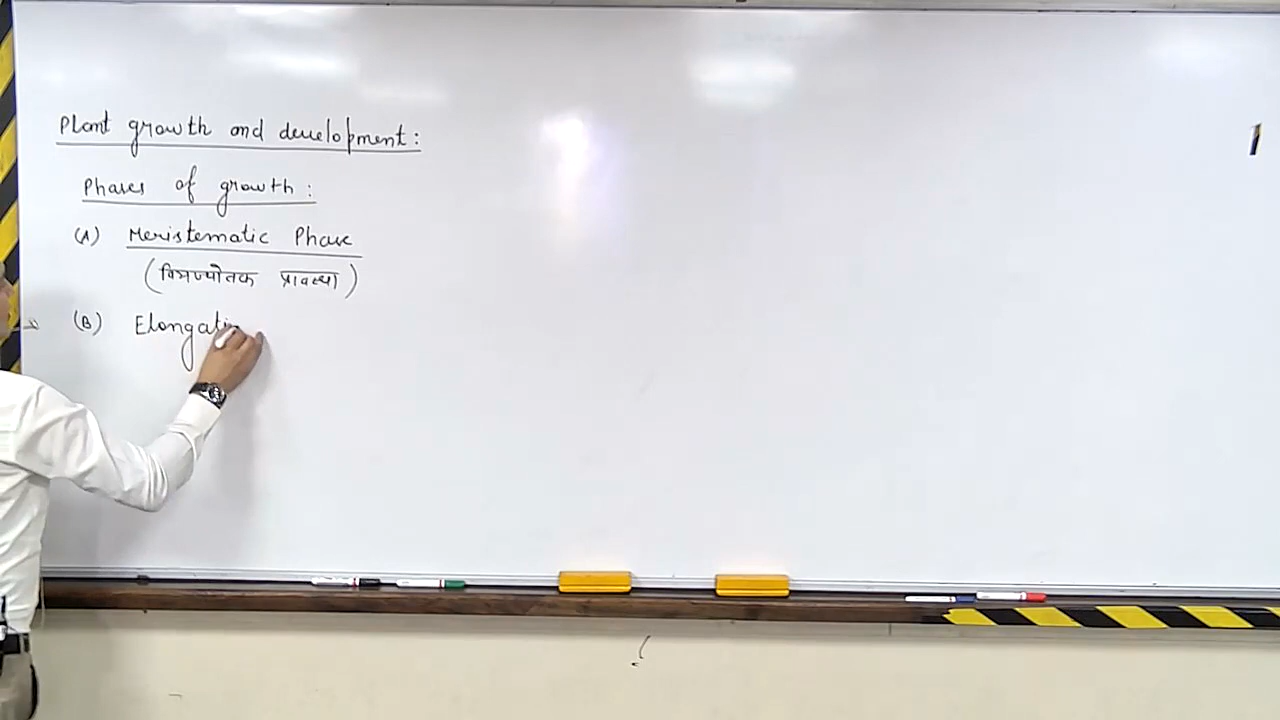 Plant growth and development:
Phases of growth:
(A) Meristematic Phase
(विभज्योतक प्रावस्था)
(B) Elongati